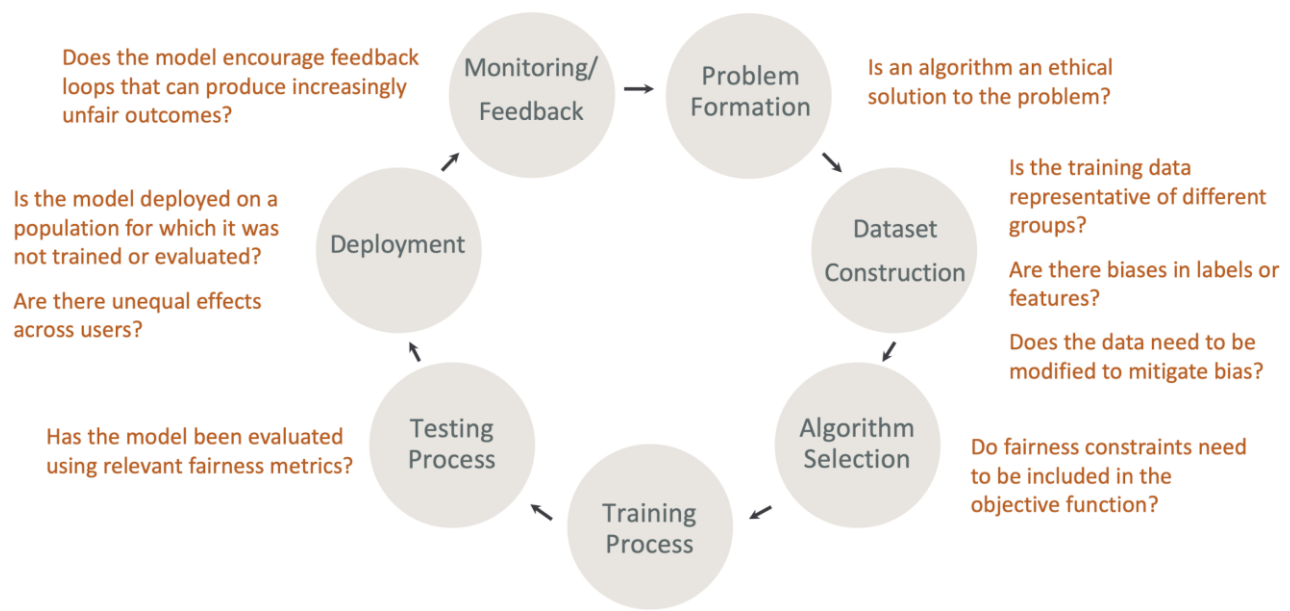 Monitoring/
Feedback
Does the model encourage feedback
loops that can produce increasingly
unfair outcomes?
Problem
Formation
Is an algorithm an ethical
solution to the problem?
Dataset
Construction
Is the training data
representative of different
groups?
Are there biases in labels or
features?
Does the data need to be
modified to mitigate bias?
Algorithm
Selection
Do fairness constraints need
to be included in the
objective function?
Training
Process
Testing
Process
Has the model been evaluated
using relevant fairness metrics?
Deployment
Is the model deployed on a
population for which it was
not trained or evaluated?
Are there unequal effects
across users?